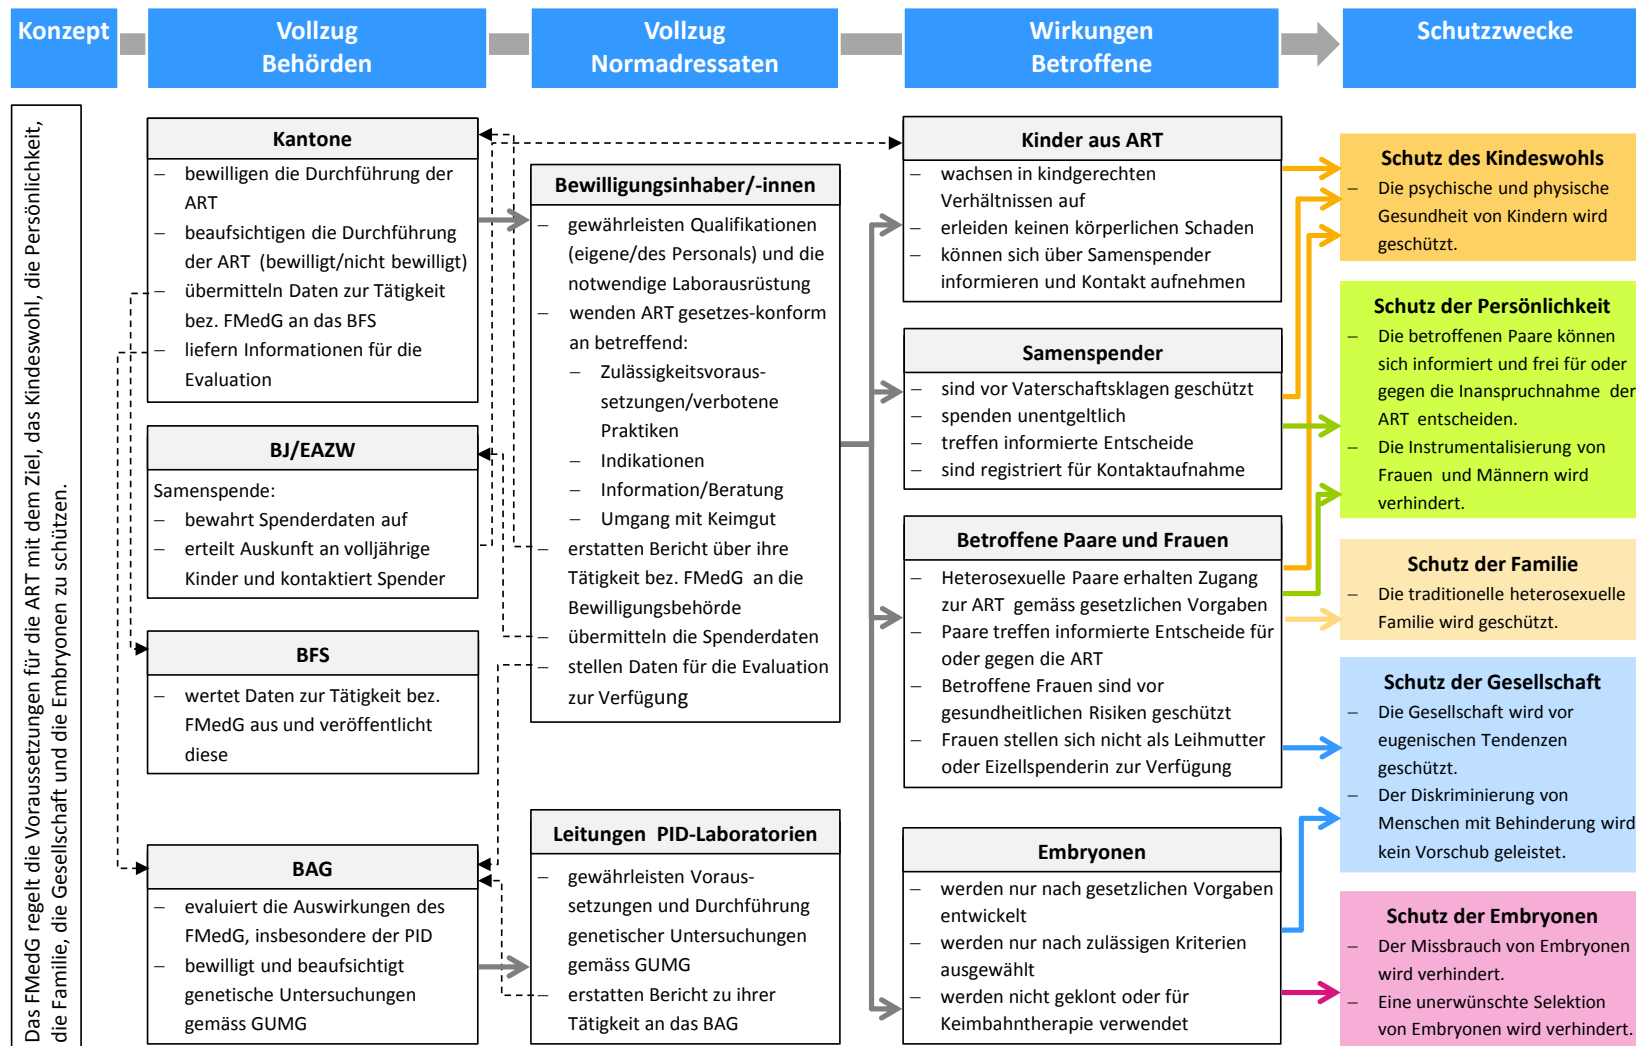 Konzept
Vollzug
Behörden
Vollzug
Normadressaten
Wirkungen
Betroffene
Schutzzwecke
Das FMedG regelt die Voraussetzungen für die ART mit dem Ziel, das Kindeswohl, die Persönlichkeit,
die Familie, die Gesellschaft und die Embryonen zu schützen.
Kantone
– bewilligen die Durchführung der
ART
– beaufsichtigen die Durchführung
der ART (bewilligt/nicht bewilligt)
– übermitteln Daten zur Tätigkeit
bez. FMedG an das BFS
– liefern Informationen für die
Evaluation
BJ/EAZW
Samenspende:
– bewahrt Spenderdaten auf
– erteilt Auskunft an volljährige
Kinder und kontaktiert Spender
BFS
– wertet Daten zur Tätigkeit bez.
FMedG aus und veröffentlicht
diese
BAG
– evaluiert die Auswirkungen des
FMedG, insbesondere der PID
– bewilligt und beaufsichtigt
genetische Untersuchungen
gemäss GUMG
Bewilligungsinhaber/-innen
– gewährleisten Qualifikationen
(eigene/des Personals) und die
notwendige Laborausrüstung
– wenden ART gesetzes-konform
an betreffend:
– Zulässigkeitsvoraus-
setzungen/verbotene
Praktiken
– Indikationen
– Information/Beratung
– Umgang mit Keimgut
– erstatten Bericht über ihre
Tätigkeit bez. FMedG an die
Bewilligungsbehörde
– übermitteln die Spenderdaten
– stellen Daten für die Evaluation
zur Verfügung
Leitungen PID-Laboratorien
– gewährleisten Voraus-
setzungen und Durchführung
genetischer Untersuchungen
gemäss GUMG
– erstatten Bericht zu ihrer
Tätigkeit an das BAG
Kinder aus ART
– wachsen in kindgerechten
Verhältnissen auf
– erleiden keinen körperlichen Schaden
– können sich über Samenspender
informieren und Kontakt aufnehmen
Samenspender
– sind vor Vaterschaftsklagen geschützt
– spenden unentgeltlich
– treffen informierte Entscheide
– sind registriert für Kontaktaufnahme
Betroffene Paare und Frauen
– Heterosexuelle Paare erhalten Zugang
zur ART gemäss gesetzlichen Vorgaben
– Paare treffen informierte Entscheide für
oder gegen die ART
– Betroffene Frauen sind vor
gesundheitlichen Risiken geschützt
– Frauen stellen sich nicht als Leihmutter
oder Eizellspenderin zur Verfügung
Embryonen
– werden nur nach gesetzlichen Vorgaben
entwickelt
– werden nur nach zulässigen Kriterien
ausgewählt
– werden nicht geklont oder für
Keimbahntherapie verwendet
Schutz des Kindeswohls
– Die psychische und physische
Gesundheit von Kindern wird
geschützt.
Schutz der Persönlichkeit
– Die betroffenen Paare können
sich informiert und frei für oder
gegen die Inanspruchnahme der
ART entscheiden.
– Die Instrumentalisierung von
Frauen und Männern wird
verhindert.
Schutz der Familie
– Die traditionelle heterosexuelle
Familie wird geschützt.
Schutz der Gesellschaft
– Die Gesellschaft wird vor
eugenischen Tendenzen
geschützt.
– Der Diskriminierung von
Menschen mit Behinderung wird
kein Vorschub geleistet.
Schutz der Embryonen
– Der Missbrauch von Embryonen
wird verhindert.
– Eine unerwünschte Selektion
von Embryonen wird verhindert.